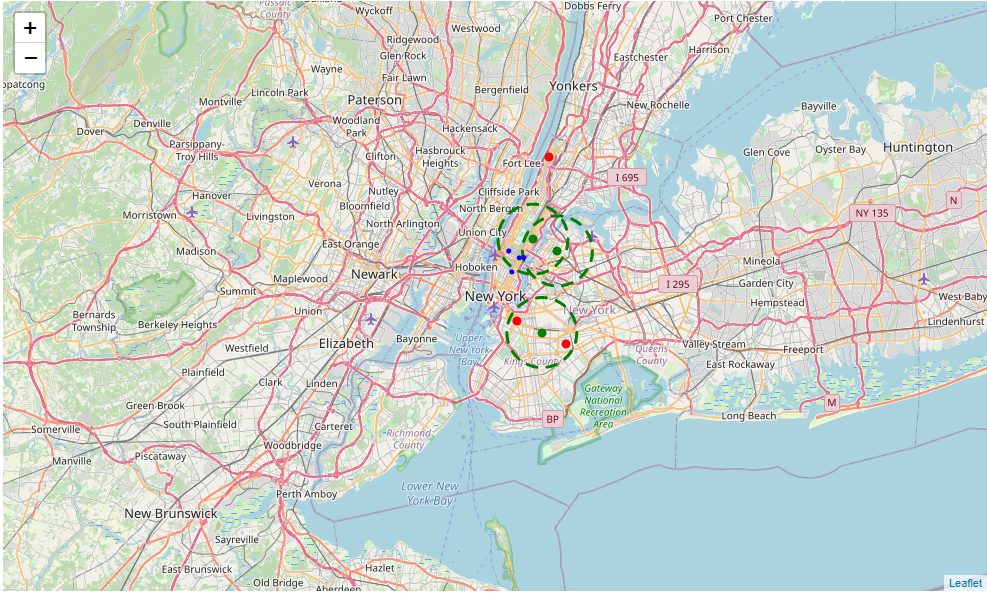 +
−
Passaic
County
Wyckoff
Dobbs Ferry
Port Chester
Ridgewood
Westwood
Harrison
Glen Rock
Eastchester
Wayne
Fair Lawn
opatcong
Lincoln Park
Bergenfield
Yonkers
Montville
Paterson
New Rochelle
Bayville
Denville
Woodland
Park
Hackensack
Dover
Parsippany-
Troy Hills
Clifton
Hasbrouck
Heights
Fort Lee
Glen Cove
Oyster Bay
Huntington
I 695
Verona
Nutley
Cliffside Park
Hanover
Bloomfield
North Bergen
N
Morristown
Livingston
North Arlington
NY 135
Union City
East Orange
Madison
Mineola
Newark
Hoboken
Maplewood
Garden City
I 295
Summit
New York
Hempstead
West Baby
Union
New York
Bernards
Township
Berkeley Heights
Lindenhurst
Elizabeth
Bayonne
Upper
New York
Bay
Valley Stream
Freeport
Westfield
Queens
County
Kings County
East Rockaway
Plainfield
Clark
Linden
Gateway
National
Recreation
Area
M
Green Brook
Long Beach
BP
South Plainfield
Carteret
Somerville
Richmond
County
Woodbridge
Piscataway
Manville
Lower New
York Bay
Perth Amboy
New Brunswick
Sayreville
East Brunswick
Hazlet
Old Bridge
Aberdeen
Leaflet